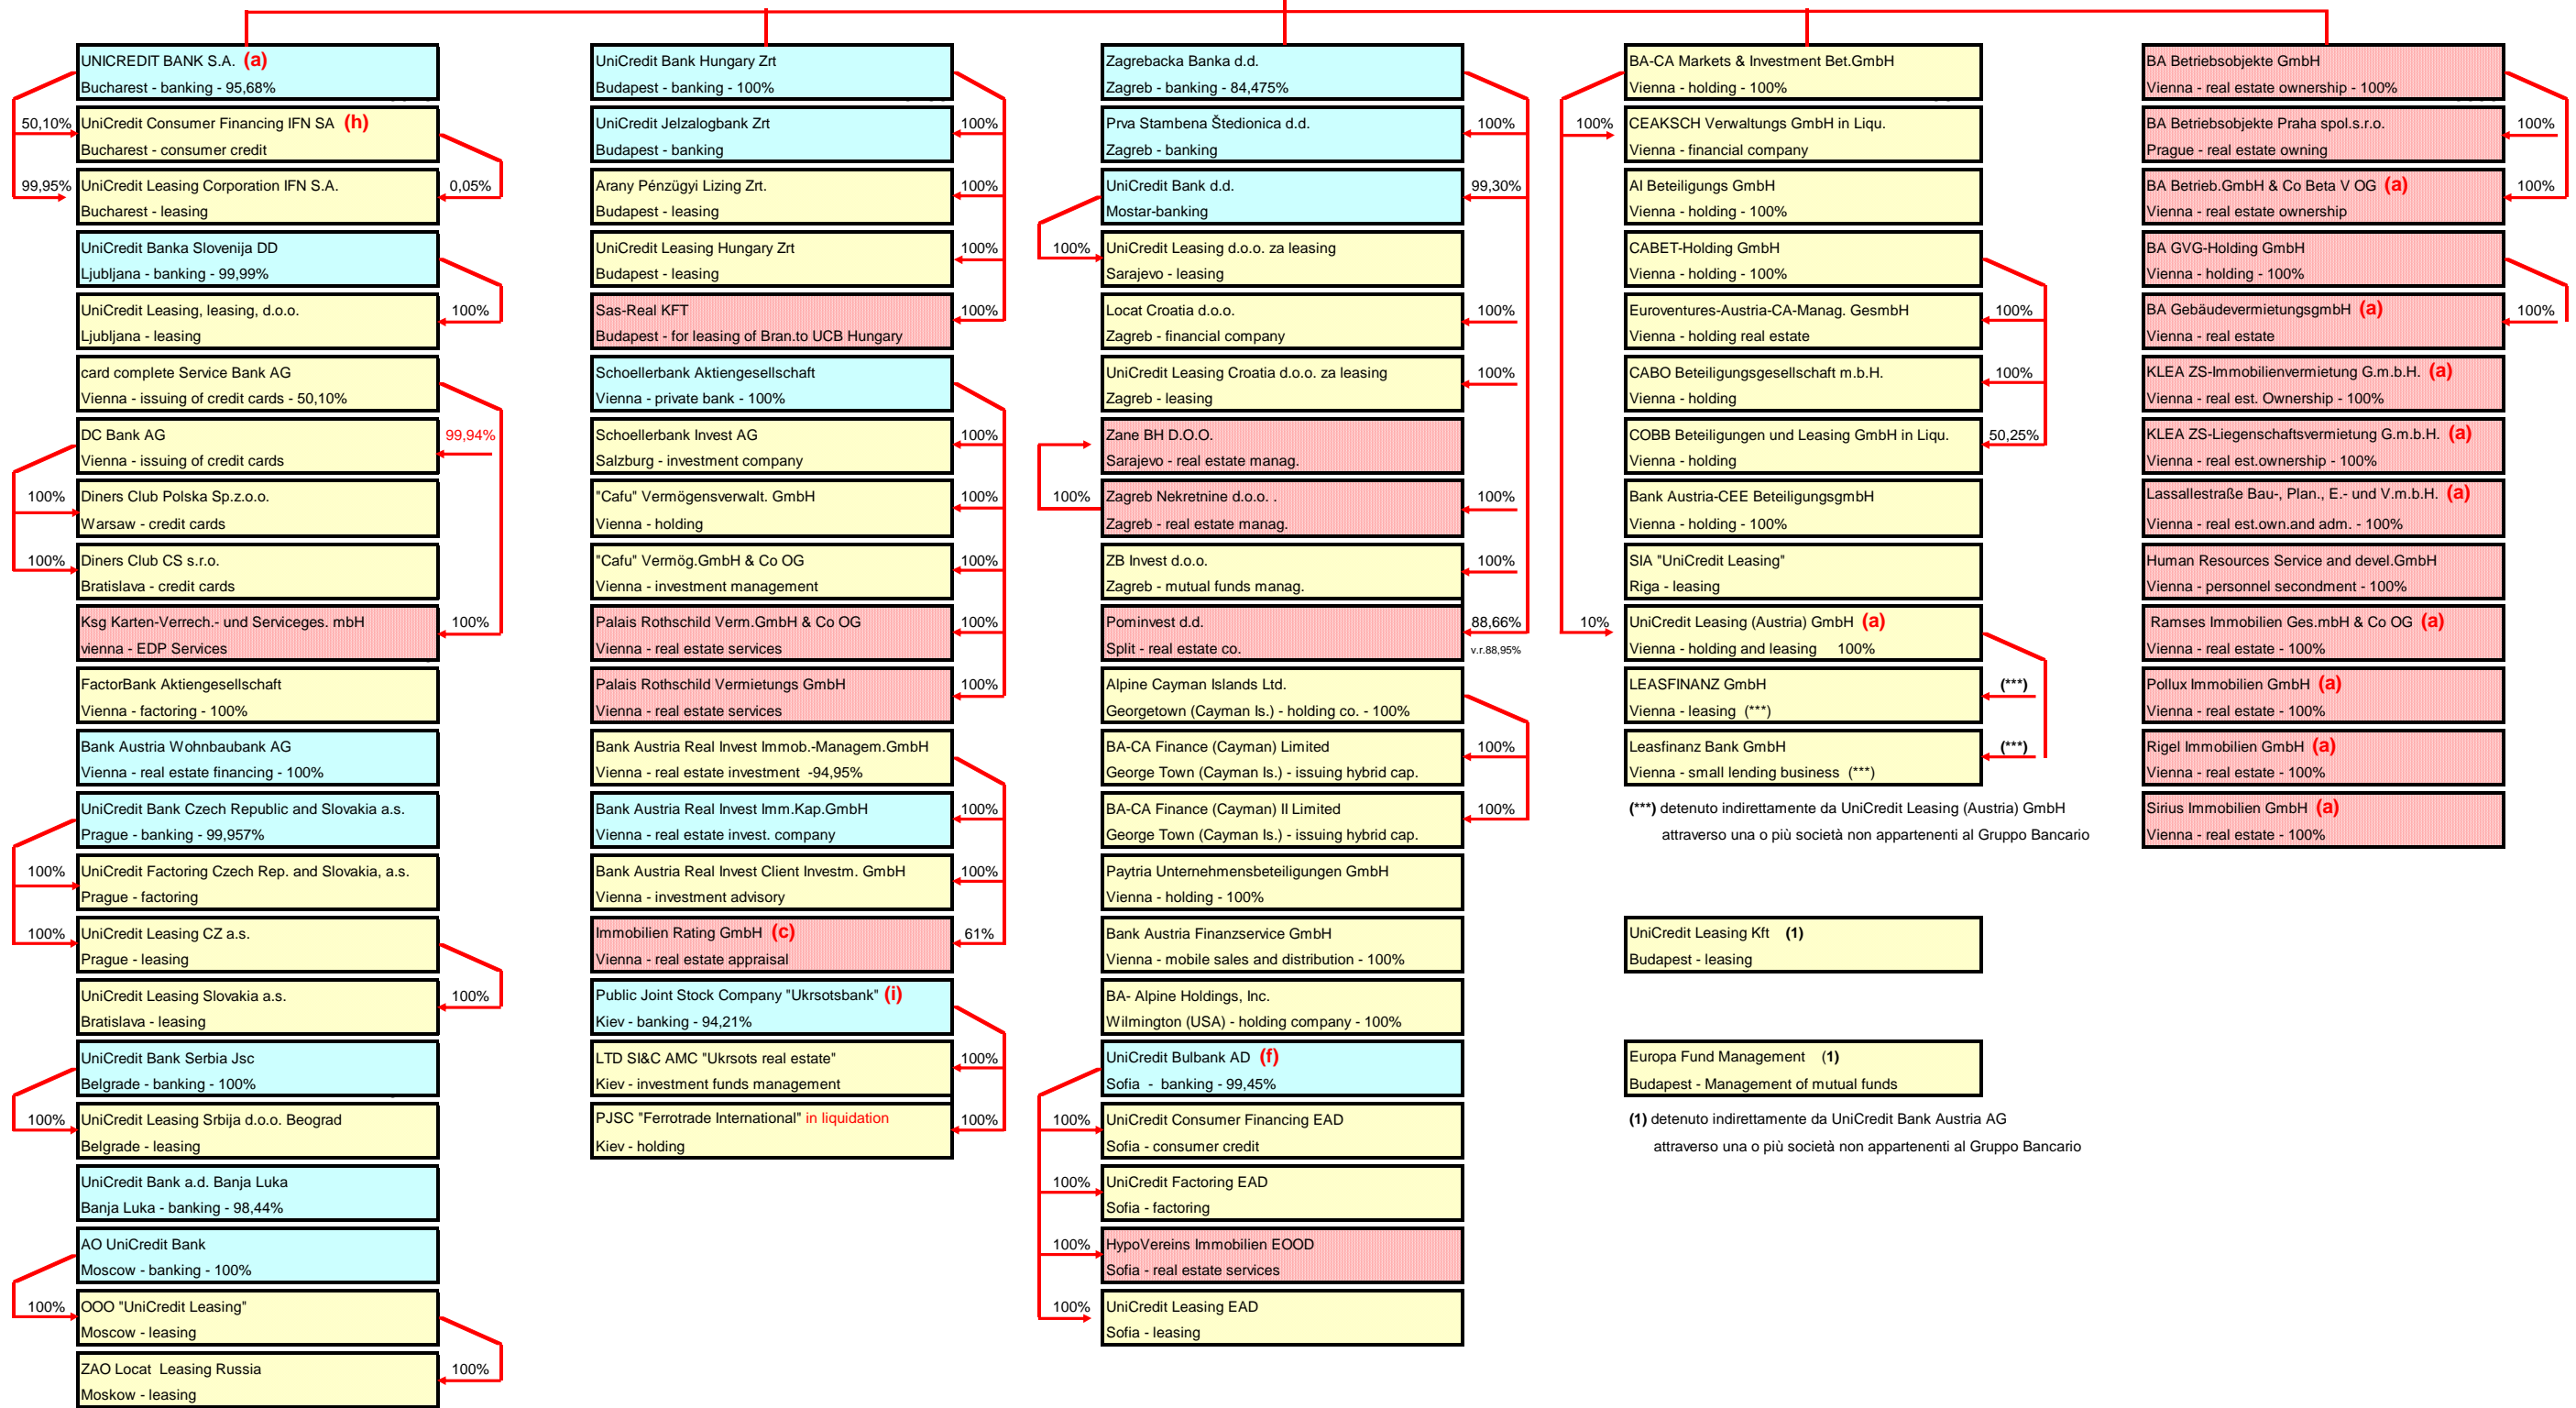 UNICREDIT BANK S.A. (a)
Bucharest - banking - 95,68%
50,10%
UniCredit Consumer Financing IFN SA (h)
Bucharest - consumer credit
99,95%
UniCredit Leasing Corporation IFN S.A.
0,05%
Bucharest - leasing
UniCredit Banka Slovenija DD
Ljubljana - banking - 99,99%
UniCredit Leasing, leasing, d.o.o.
100%
Ljubljana - leasing
card complete Service Bank AG
Vienna - issuing of credit cards - 50,10%
DC Bank AG
99,94%
Vienna - issuing of credit cards
100%
Diners Club Polska Sp.z.o.o.
Warsaw - credit cards
100%
Diners Club CS s.r.o.
Bratislava - credit cards
Ksg Karten-Verrech.- und Serviceges. mbH
100%
vienna - EDP Services
FactorBank Aktiengesellschaft
Vienna - factoring - 100%
Bank Austria Wohnbaubank AG
Vienna - real estate financing - 100%
UniCredit Bank Czech Republic and Slovakia a.s.
Prague - banking - 99,957%
100%
UniCredit Factoring Czech Rep. and Slovakia, a.s.
Prague - factoring
100%
UniCredit Leasing CZ a.s.
Prague - leasing
UniCredit Leasing Slovakia a.s.
100%
Bratislava - leasing
UniCredit Bank Serbia Jsc
Belgrade - banking - 100%
100%
UniCredit Leasing Srbija d.o.o. Beograd
Belgrade - leasing
UniCredit Bank a.d. Banja Luka
Banja Luka - banking - 98,44%
AO UniCredit Bank
Moscow - banking - 100%
100%
OOO "UniCredit Leasing"
Moscow - leasing
ZAO Locat Leasing Russia
100%
Moskow - leasing
UniCredit Bank Hungary Zrt
Budapest - banking - 100%
UniCredit Jelzalogbank Zrt
100%
Budapest - banking
Arany Pénzügyi Lizing Zrt.
100%
Budapest - leasing
UniCredit Leasing Hungary Zrt
100%
Budapest - leasing
Sas-Real KFT
100%
Budapest - for leasing of Bran.to UCB Hungary
Schoellerbank Aktiengesellschaft
Vienna - private bank - 100%
Schoellerbank Invest AG
100%
Salzburg - investment company
"Cafu" Vermögensverwalt. GmbH
100%
Vienna - holding
"Cafu" Vermög.GmbH & Co OG
100%
Vienna - investment management
Palais Rothschild Verm.GmbH & Co OG
100%
Vienna - real estate services
Palais Rothschild Vermietungs GmbH
100%
Vienna - real estate services
Bank Austria Real Invest Immob.-Managem.GmbH
Vienna - real estate investment -94,95%
Bank Austria Real Invest Imm.Kap.GmbH
100%
Vienna - real estate invest. company
Bank Austria Real Invest Client Investm. GmbH
100%
Vienna - investment advisory
Immobilien Rating GmbH (c)
61%
Vienna - real estate appraisal
Public Joint Stock Company "Ukrsotsbank" (i)
Kiev - banking - 94,21%
LTD SI&C AMC "Ukrsots real estate"
100%
Kiev - investment funds management
PJSC "Ferrotrade International" in liquidation
100%
Kiev - holding
Zagrebacka Banka d.d.
Zagreb - banking - 84,475%
Prva Stambena Štedionica d.d.
100%
Zagreb - banking
UniCredit Bank d.d.
99,30%
Mostar-banking
100%
UniCredit Leasing d.o.o. za leasing
Sarajevo - leasing
Locat Croatia d.o.o.
100%
Zagreb - financial company
UniCredit Leasing Croatia d.o.o. za leasing
100%
Zagreb - leasing
Zane BH D.O.O.
Sarajevo - real estate manag.
100%
Zagreb Nekretnine d.o.o. .
100%
Zagreb - real estate manag.
ZB Invest d.o.o.
100%
Zagreb - mutual funds manag.
Pominvest d.d.
88,66%
Split - real estate co.
v.r.88,95%
Alpine Cayman Islands Ltd.
Georgetown (Cayman Is.) - holding co. - 100%
BA-CA Finance (Cayman) Limited
100%
George Town (Cayman Is.) - issuing hybrid cap.
BA-CA Finance (Cayman) II Limited
100%
George Town (Cayman Is.) - issuing hybrid cap.
Paytria Unternehmensbeteiligungen GmbH
Vienna - holding - 100%
Bank Austria Finanzservice GmbH
Vienna - mobile sales and distribution - 100%
BA- Alpine Holdings, Inc.
Wilmington (USA) - holding company - 100%
UniCredit Bulbank AD (f)
Sofia - banking - 99,45%
100%
UniCredit Consumer Financing EAD
Sofia - consumer credit
100%
UniCredit Factoring EAD
Sofia - factoring
100%
HypoVereins Immobilien EOOD
Sofia - real estate services
100%
UniCredit Leasing EAD
Sofia - leasing
BA-CA Markets & Investment Bet.GmbH
Vienna - holding - 100%
100%
CEAKSCH Verwaltungs GmbH in Liqu.
Vienna - financial company
AI Beteiligungs GmbH
Vienna - holding - 100%
CABET-Holding GmbH
Vienna - holding - 100%
Euroventures-Austria-CA-Manag. GesmbH
100%
Vienna - holding real estate
CABO Beteiligungsgesellschaft m.b.H.
100%
Vienna - holding
COBB Beteiligungen und Leasing GmbH in Liqu.
50,25%
Vienna - holding
Bank Austria-CEE BeteiligungsgmbH
Vienna - holding - 100%
SIA "UniCredit Leasing"
Riga - leasing
10%
UniCredit Leasing (Austria) GmbH (a)
Vienna - holding and leasing 100%
LEASFINANZ GmbH
(***)
Vienna - leasing (***)
Leasfinanz Bank GmbH
(***)
Vienna - small lending business (***)
(***) detenuto indirettamente da UniCredit Leasing (Austria) GmbH
attraverso una o più società non appartenenti al Gruppo Bancario
UniCredit Leasing Kft (1)
Budapest - leasing
Europa Fund Management (1)
Budapest - Management of mutual funds
(1) detenuto indirettamente da UniCredit Bank Austria AG
attraverso una o più società non appartenenti al Gruppo Bancario
BA Betriebsobjekte GmbH
Vienna - real estate ownership - 100%
BA Betriebsobjekte Praha spol.s.r.o.
100%
Prague - real estate owning
BA Betrieb.GmbH & Co Beta V OG (a)
100%
Vienna - real estate ownership
BA GVG-Holding GmbH
Vienna - holding - 100%
BA GebäudevermietungsgmbH (a)
100%
Vienna - real estate
KLEA ZS-Immobilienvermietung G.m.b.H. (a)
Vienna - real est. Ownership - 100%
KLEA ZS-Liegenschaftsvermietung G.m.b.H. (a)
Vienna - real est.ownership - 100%
Lassallestraße Bau-, Plan., E.- und V.m.b.H. (a)
Vienna - real est.own.and adm. - 100%
Human Resources Service and devel.GmbH
Vienna - personnel secondment - 100%
Ramses Immobilien Ges.mbH & Co OG (a)
Vienna - real estate - 100%
Pollux Immobilien GmbH (a)
Vienna - real estate - 100%
Rigel Immobilien GmbH (a)
Vienna - real estate - 100%
Sirius Immobilien GmbH (a)
Vienna - real estate - 100%